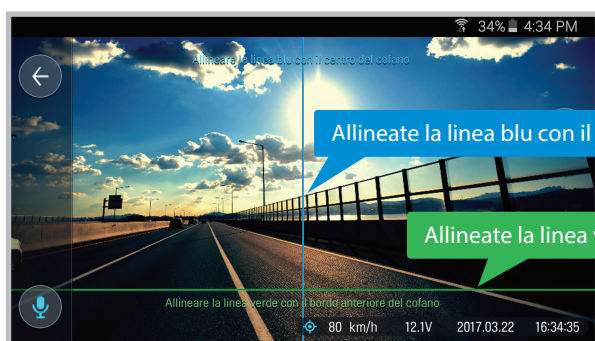 34% 4:34 PM
Allineare la linea blu con il centro del cofano
Allineate la linea blu con il
Allineate la linea
Allineare la linea verde con il bordo anteriore del cofano
80 km/h 12.1V 2017.03.22 16:34:35